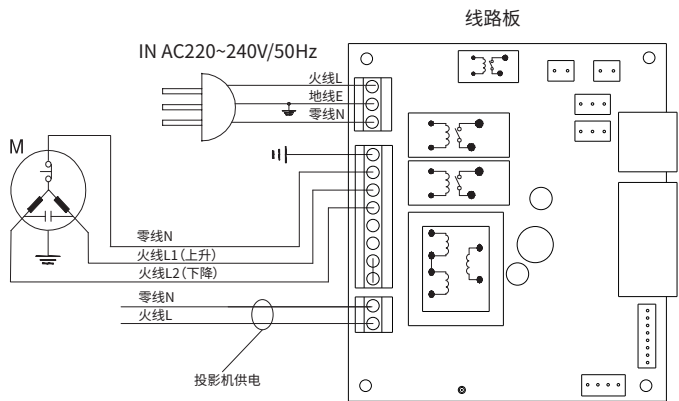 线路板
IN AC220~240V/50Hz
火线L
地线E
零线N
M
零线N
火线L1（上升）
火线L2（下降）
零线N
火线L
投影机供电